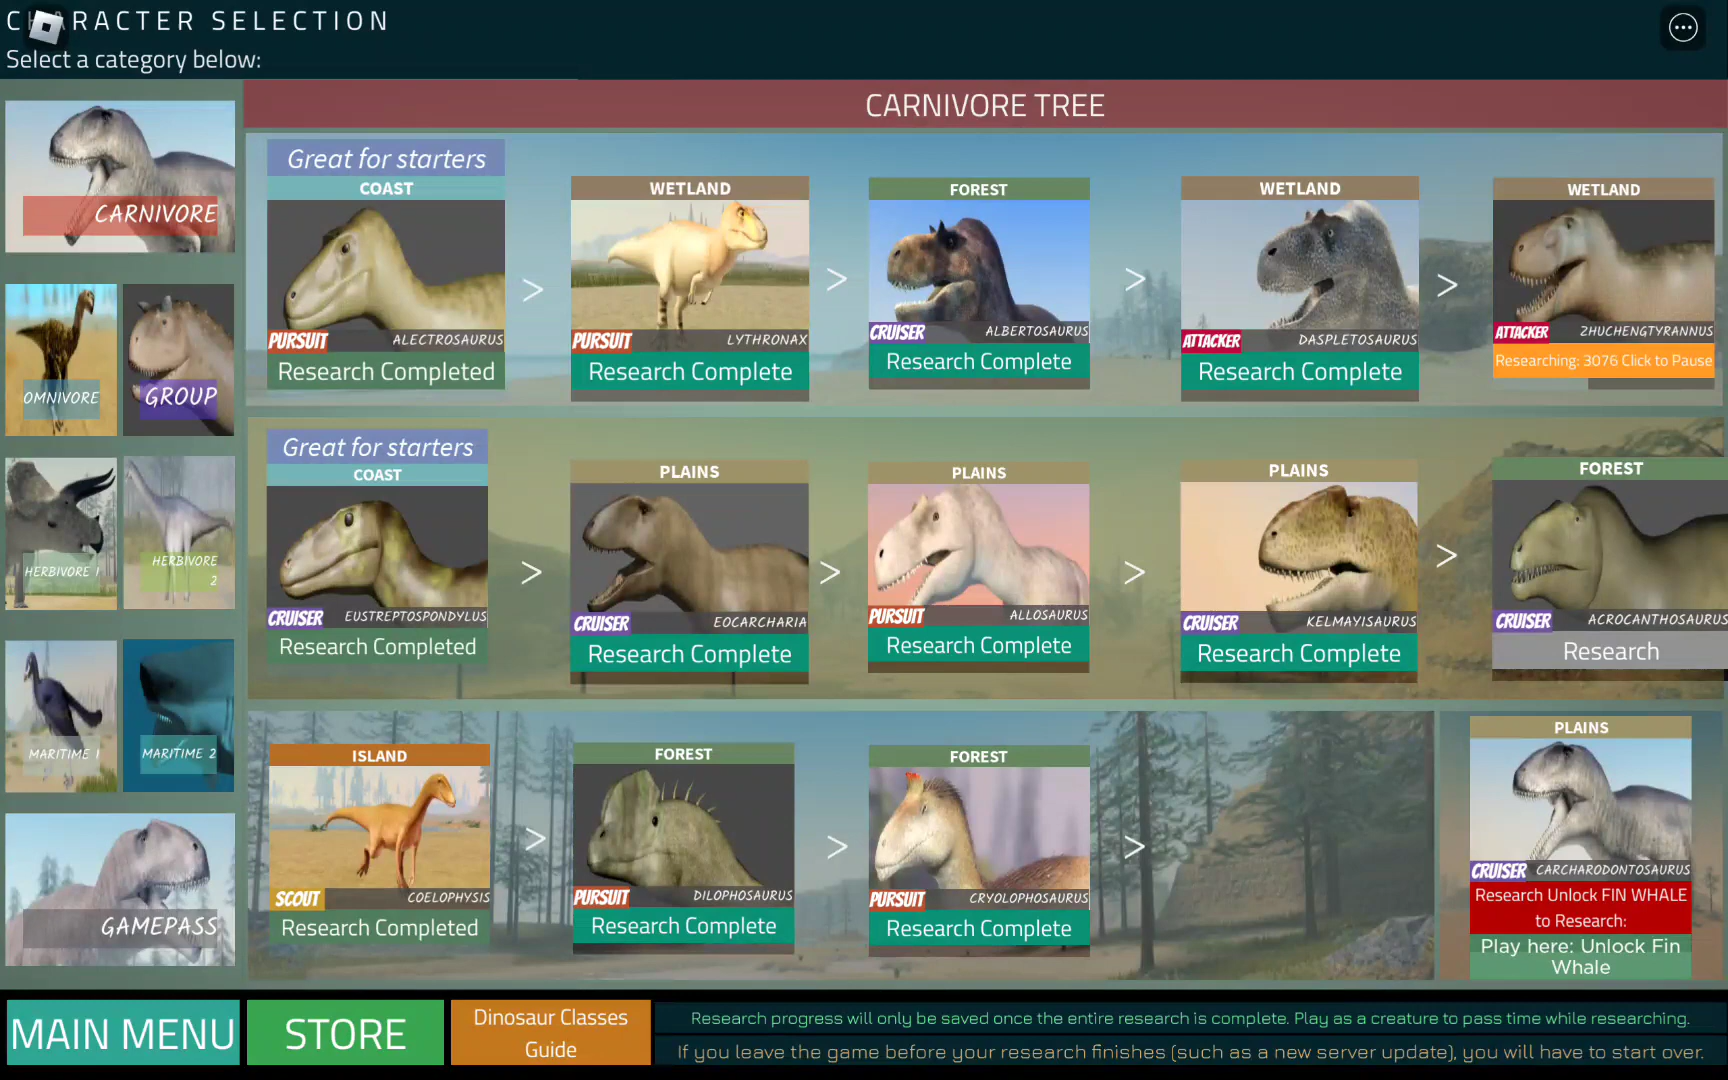 CHARACTER SELECTION
Select a category below:
CARNIVORE TREE
CARNIVORE
OMNIVORE
GROUP
HERBIVORE 1
HERBIVORE
2
MARITIME 1
MARITIME 2
GAMEPASS
Great for starters
COAST
PURSUIT ALECTROSAURUS
Research Completed
>
WETLAND
PURSUIT LYTHRONAX
Research Complete
>
FOREST
CRUISER ALBERTOSAURUS
Research Complete
>
WETLAND
ATTACKER DASPLETOSAURUS
Research Complete
>
WETLAND
ATTACKER ZHUCHENGTYRANNUS
Researching: 3076 Click to Pause
Great for starters
COAST
CRUISER EUSTREPTOSPONDYLUS
Research Completed
>
PLAINS
CRUISER EOCARCHARIA
Research Complete
>
PLAINS
PURSUIT ALLOSAURUS
Research Complete
>
PLAINS
CRUISER KELMAYISAURUS
Research Complete
>
FOREST
CRUISER ACROCANTHOSAURUS
Research
ISLAND
SCOUT COELOPHYSIS
Research Completed
>
FOREST
PURSUIT DILOPHOSAURUS
Research Complete
>
FOREST
PURSUIT CRYOLOPHOSAURUS
Research Complete
>
PLAINS
CRUISER CARCHARODONTOSAURUS
Research Unlock FIN WHALE
to Research:
Play here: Unlock Fin
Whale
MAIN MENU
STORE
Dinosaur Classes
Guide
Research progress will only be saved once the entire research is complete. Play as a creature to pass time while researching.
If you leave the game before your research finishes (such as a new server update), you will have to start over.